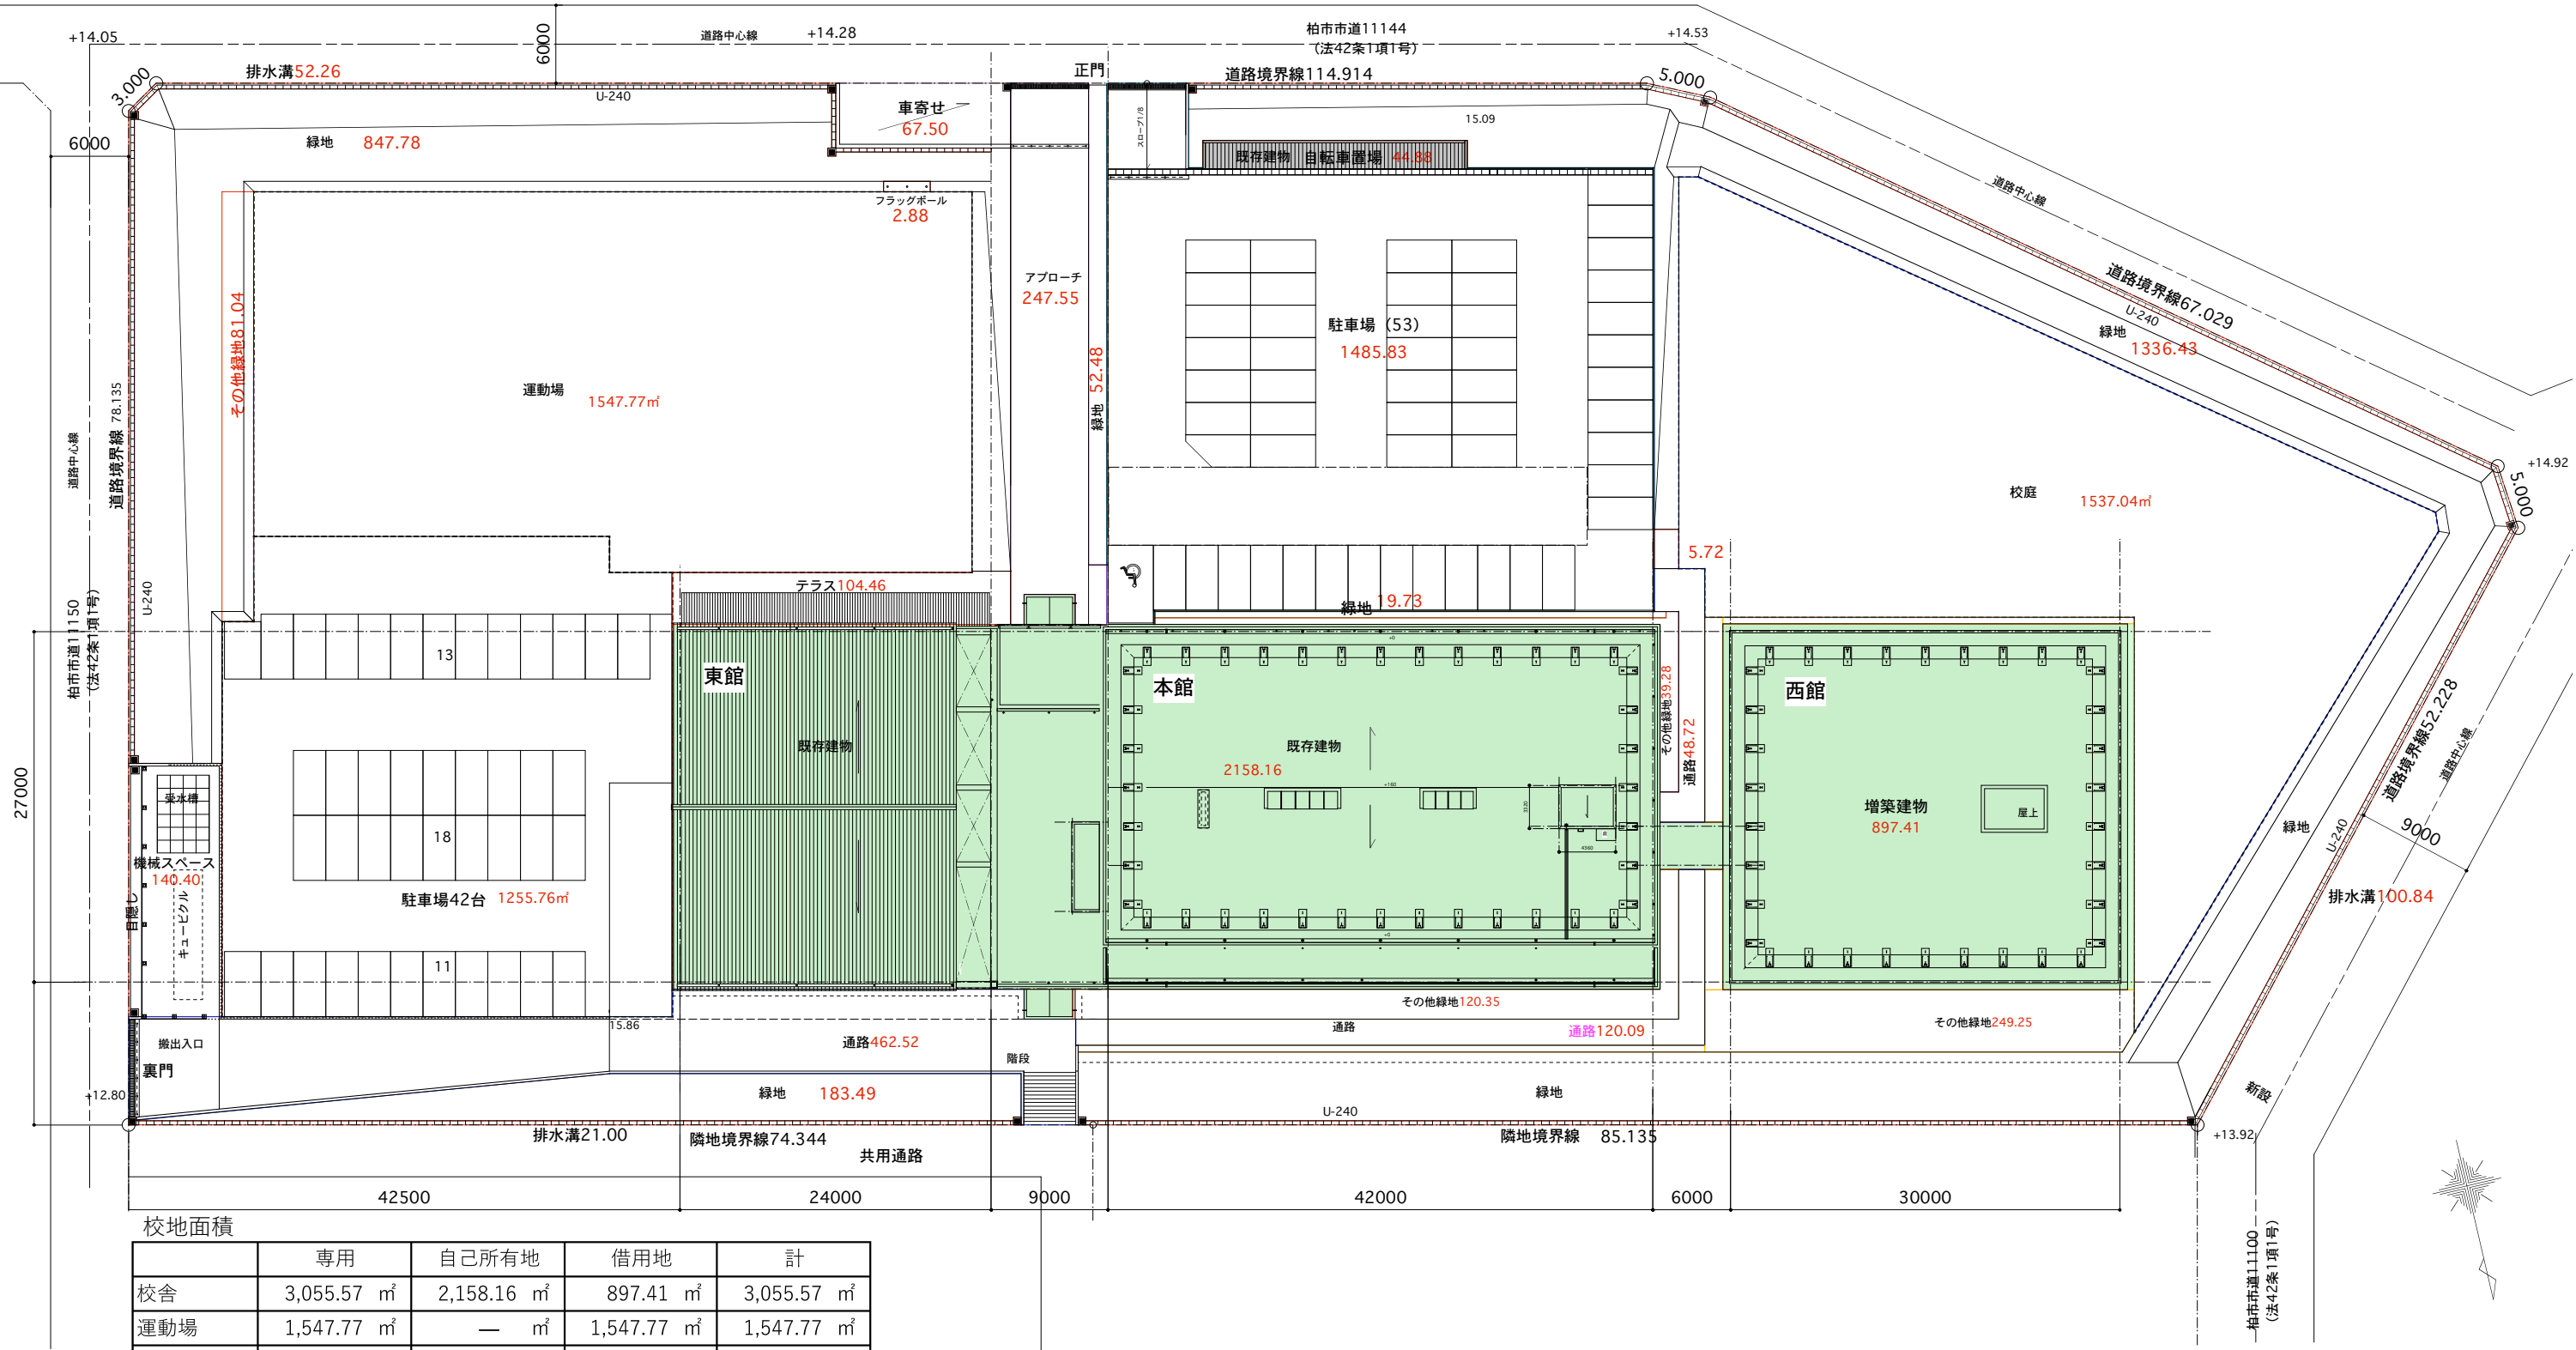 +14.05
6000
道路中心線
+14.28
柏市市道11144
(法42条1項1号)
+14.53
3.000
排水溝52.26
正門
道路境界線114.914
5.000
U-240
車寄せ
67.50
スロープ1/8
15.09
6000
緑地 847.78
既存建物 自転車置場 44.88
フラッグポール
2.88
道路中心線
アプローチ
247.55
道路境界線67.029
U-240
その他緑地81.04
駐車場(53)
1485.83
緑地
1336.43
緑地 52.48
運動場 1547.77㎡
道路境界線 78.135
道路中心線
+14.92
5.000
校庭 1537.04㎡
5.72
U-240
テラス104.46
柏市市道11150
(法42条1項1号)
緑地 19.73
13
東館
本館
西館
その他緑地39.28
通路48.72
道路境界線52.228
道路中心線
既存建物
既存建物
2158.16
+0
+160
3320
4360
+0
27000
受水槽
18
増築建物
897.41
屋上
緑地
U-240
9000
機械スペース
140.40
目隠し
キュービクル
駐車場42台 1255.76㎡
排水溝100.84
11
15.86
その他緑地120.35
搬出入口
通路462.52
階段
通路
通路120.09
その他緑地249.25
裏門
+12.80
緑地 183.49
緑地
新設
U-240
排水溝21.00
隣地境界線74.344
隣地境界線 85.135
+13.92
共用通路
42500
24000
9000
42000
6000
30000
柏市市道11100
(法42条1項1号)
校地面積
専用 自己所有地 借用地 計
校舎 3,055.57 ㎡ 2,158.16 ㎡ 897.41 ㎡ 3,055.57 ㎡
運動場 1,547.77 ㎡ — ㎡ 1,547.77 ㎡ 1,547.77 ㎡